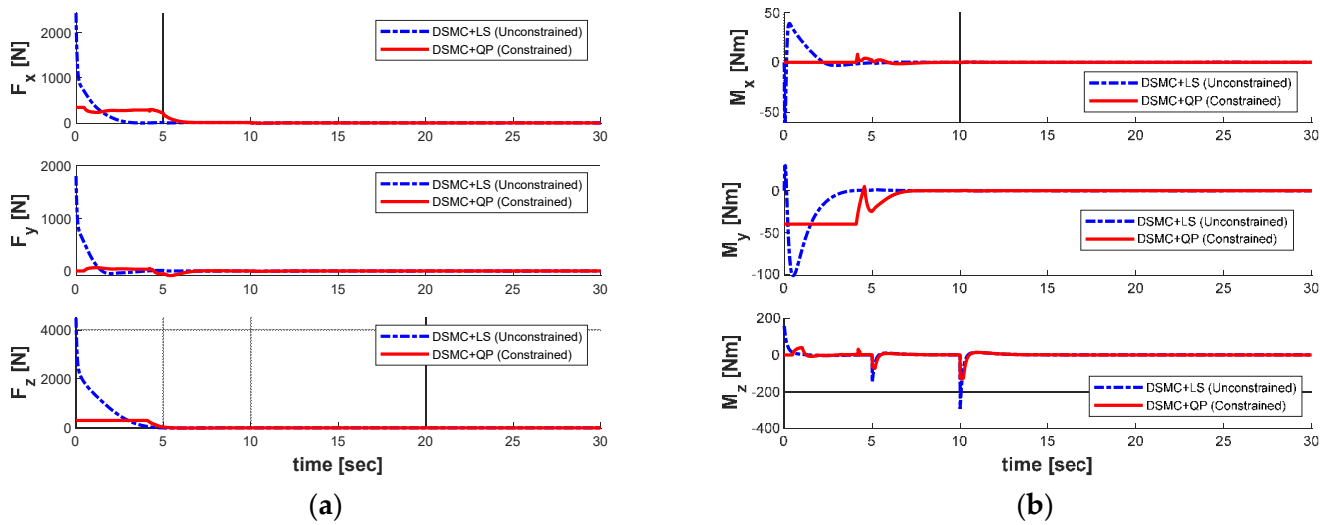 2000
1000
0
0 5 10 15 20 25 30
F_x [N]
DSMC+LS (Unconstrained)
DSMC+QP (Constrained)
2000
1000
0
0 5 10 15 20 25 30
F_y [N]
DSMC+LS (Unconstrained)
DSMC+QP (Constrained)
4000
2000
0
0 5 10 15 20 25 30
F_z [N]
DSMC+LS (Unconstrained)
DSMC+QP (Constrained)
time [sec]
(a)
50
0
-50
0 5 10 15 20 25 30
M_x [Nm]
DSMC+LS (Unconstrained)
DSMC+QP (Constrained)
0
-50
-100
0 5 10 15 20 25 30
M_y [Nm]
DSMC+LS (Unconstrained)
DSMC+QP (Constrained)
200
0
-200
-400
0 5 10 15 20 25 30
M_z [Nm]
DSMC+LS (Unconstrained)
DSMC+QP (Constrained)
time [sec]
(b)